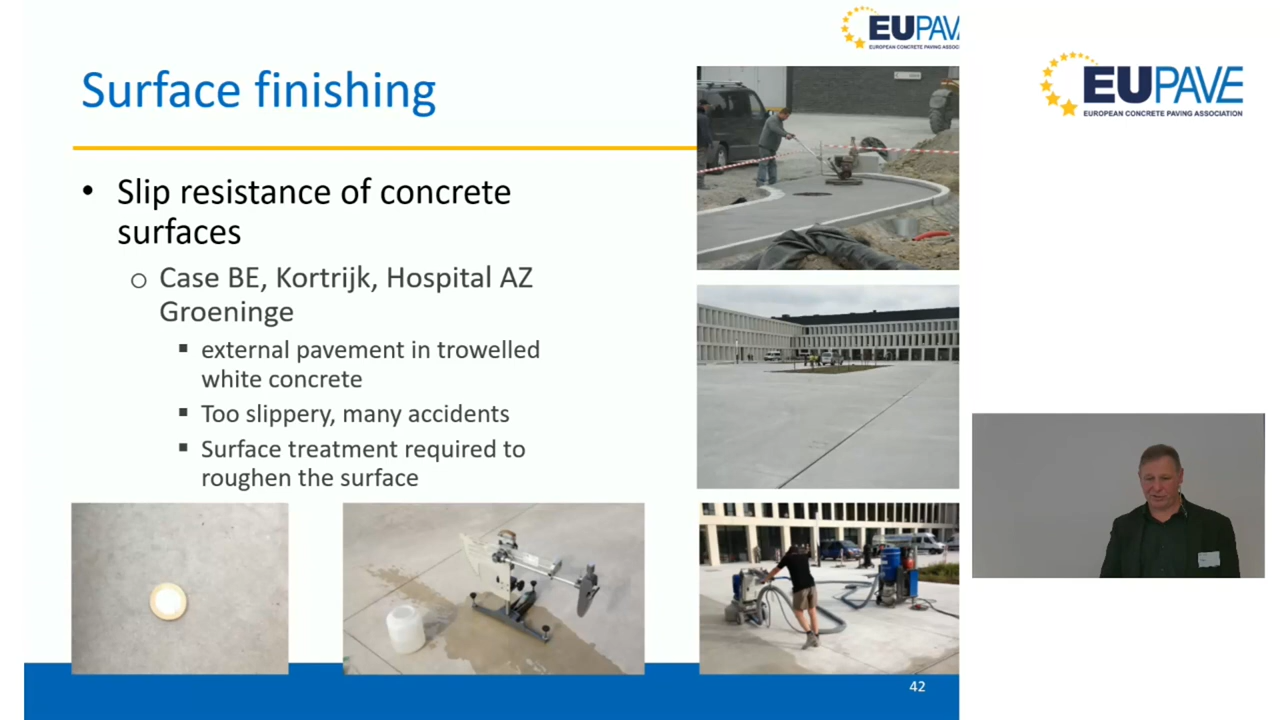 EUPAV
EUROPEAN CONCRETE PAVING ASSOC
EUPAVE
EUROPEAN CONCRETE PAVING ASSOCIATION
Surface finishing
• Slip resistance of concrete
surfaces
o Case BE, Kortrijk, Hospital AZ
Groeninge
▪ external pavement in trowelled
white concrete
▪ Too slippery, many accidents
▪ Surface treatment required to
roughen the surface
42